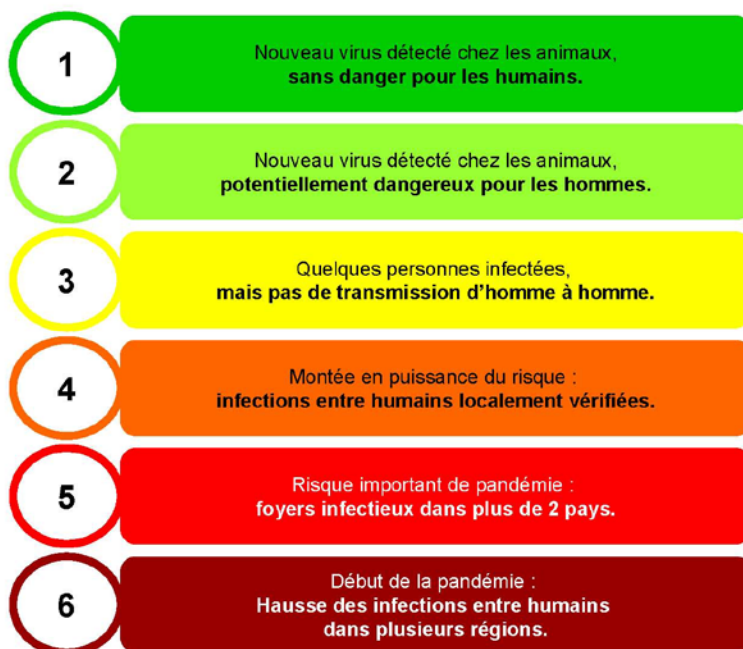 1
Nouveau virus détecté chez les animaux,
sans danger pour les humains.
2
Nouveau virus détecté chez les animaux,
potentiellement dangereux pour les hommes.
3
Quelques personnes infectées,
mais pas de transmission d'homme à homme.
4
Montée en puissance du risque :
infections entre humains localement vérifiées.
5
Risque important de pandémie :
foyers infectieux dans plus de 2 pays.
6
Début de la pandémie :
Hausse des infections entre humains
dans plusieurs régions.